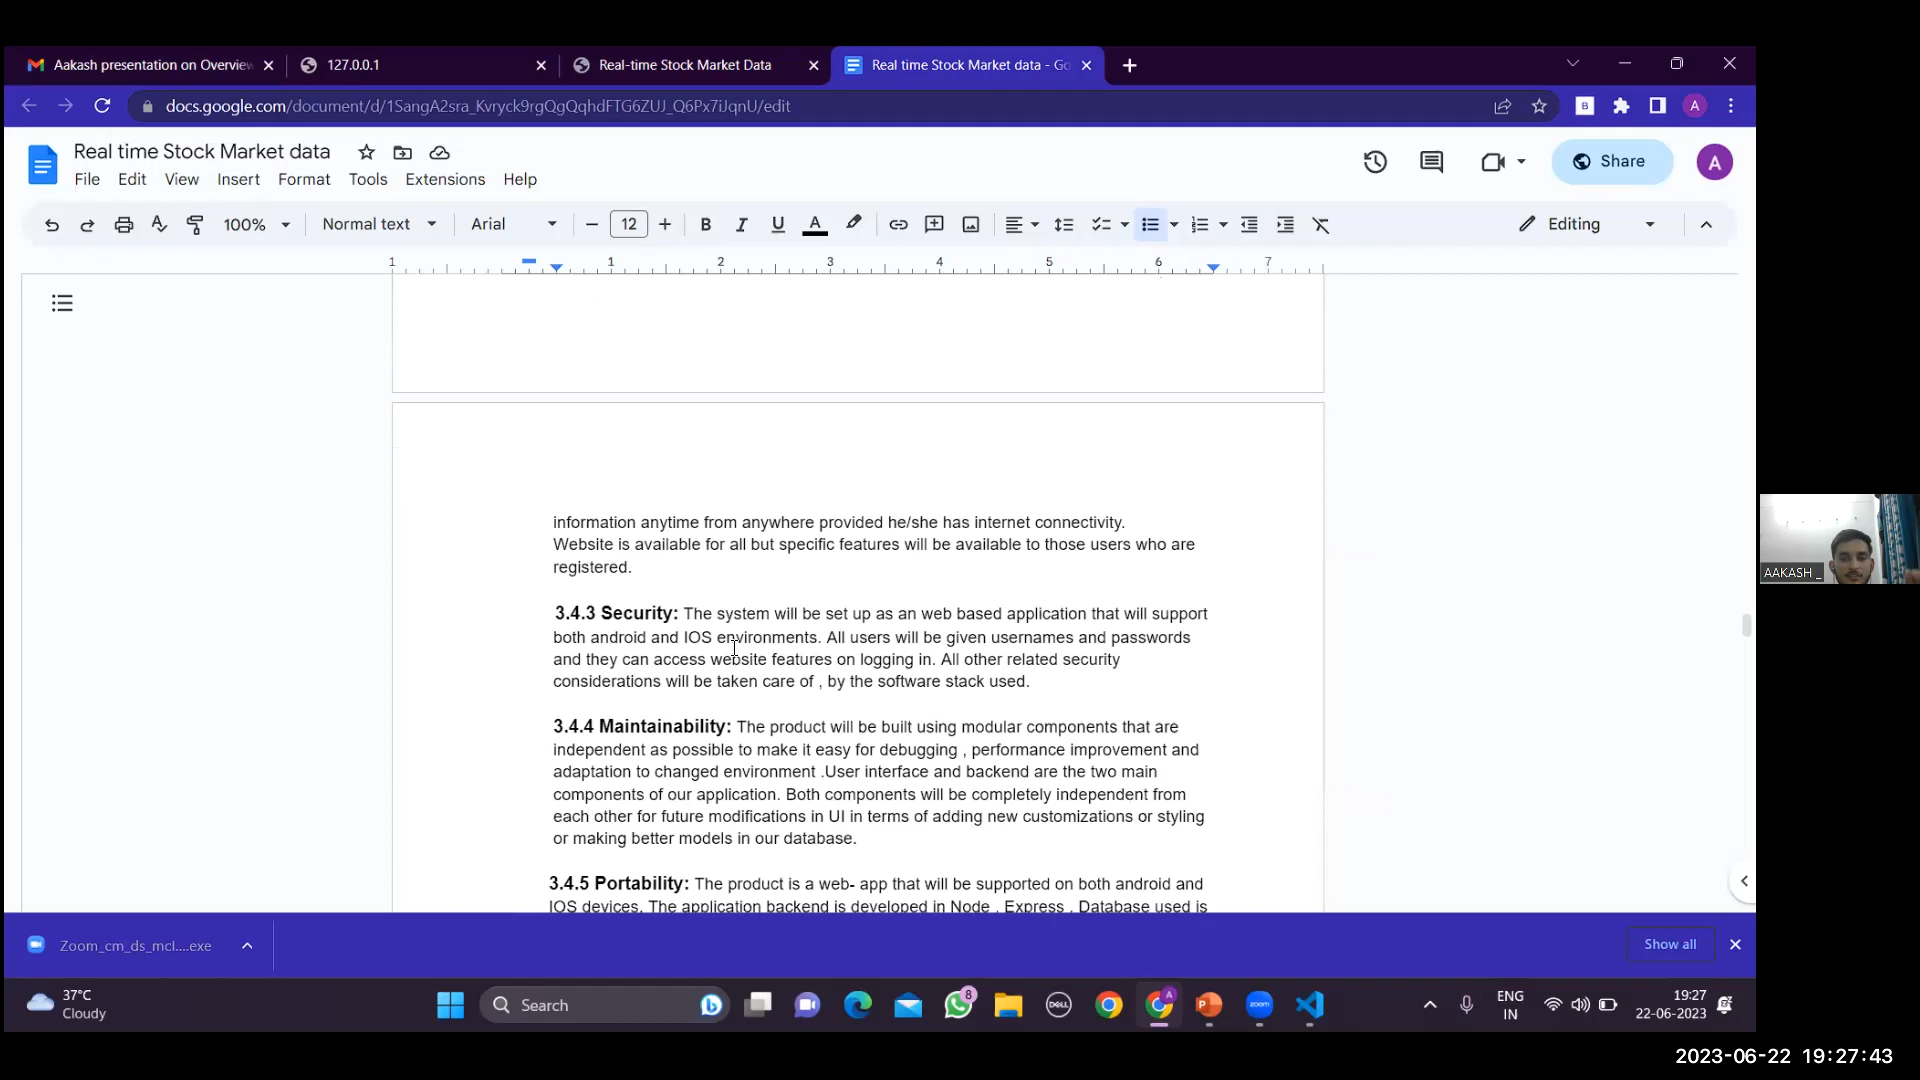 Aakash presentation on Overview
127.0.0.1
Real-time Stock Market Data
Real time Stock Market data - Go
docs.google.com/document/d/1SangA2sra_Kvryck9rgQgQqhdFTG6ZUJ_Q6Px7iJqnU/edit
B
A
Real time Stock Market data
File Edit View Insert Format Tools Extensions Help
Share
A
100% Normal text Arial 12 B I U A Editing
1 1 2 3 4 5 6 7
information anytime from anywhere provided he/she has internet connectivity.
Website is available for all but specific features will be available to those users who are
registered.
3.4.3 Security: The system will be set up as an web based application that will support
both android and IOS environments. All users will be given usernames and passwords
and they can access website features on logging in. All other related security
considerations will be taken care of , by the software stack used.
3.4.4 Maintainability: The product will be built using modular components that are
independent as possible to make it easy for debugging , performance improvement and
adaptation to changed environment .User interface and backend are the two main
components of our application. Both components will be completely independent from
each other for future modifications in UI in terms of adding new customizations or styling
or making better models in our database.
3.4.5 Portability: The product is a web- app that will be supported on both android and
IOS devices. The application backend is developed in Node , Express , Database used is
AAKASH _
Zoom_cm_ds_mcl....exe
Show all
37°C
Cloudy
Search
8
DELL
A
zoom
ENG
IN
19:27
22-06-2023
2023-06-22 19:27:43